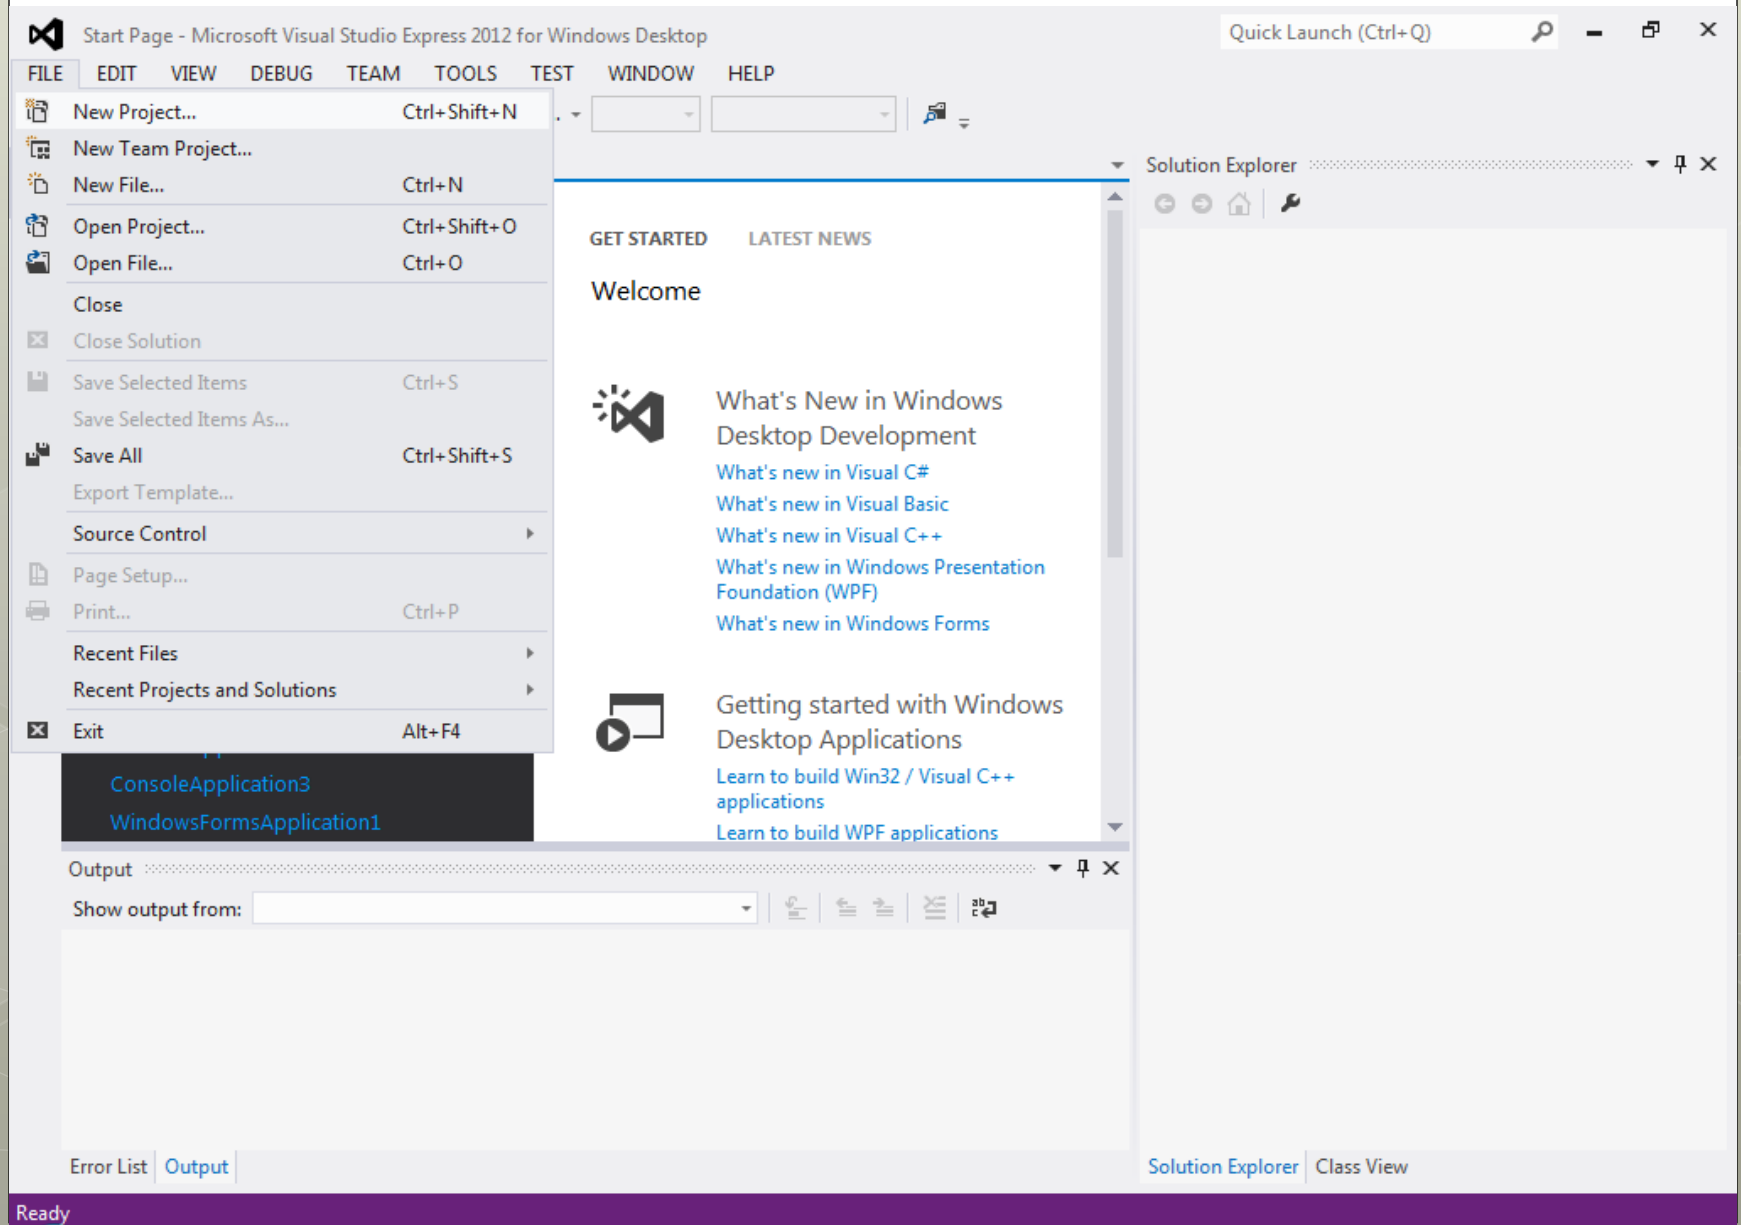 Start Page - Microsoft Visual Studio Express 2012 for Windows Desktop
Quick Launch (Ctrl+Q)
FILE EDIT VIEW DEBUG TEAM TOOLS TEST WINDOW HELP
New Project... Ctrl+Shift+N
New Team Project...
New File... Ctrl+N
Open Project... Ctrl+Shift+O
Open File... Ctrl+O
Close
Close Solution
Save Selected Items Ctrl+S
Save Selected Items As...
Save All Ctrl+Shift+S
Export Template...
Source Control
Page Setup...
Print... Ctrl+P
Recent Files
Recent Projects and Solutions
Exit Alt+F4
ConsoleApplication3
WindowsFormsApplication1
GET STARTED LATEST NEWS
Welcome
What's New in Windows
Desktop Development
What's new in Visual C#
What's new in Visual Basic
What's new in Visual C++
What's new in Windows Presentation
Foundation (WPF)
What's new in Windows Forms
Getting started with Windows
Desktop Applications
Learn to build Win32 / Visual C++
applications
Learn to build WPF applications
Solution Explorer
Output
Show output from:
Error List Output
Solution Explorer Class View
Ready